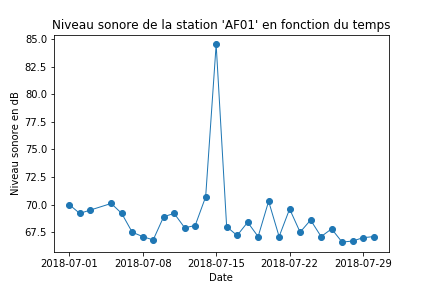 Niveau sonore de la station 'AF01' en fonction du temps
85.0
82.5
80.0
77.5
75.0
72.5
70.0
67.5
Niveau sonore en dB
2018-07-01 2018-07-08 2018-07-15 2018-07-22 2018-07-29
Date